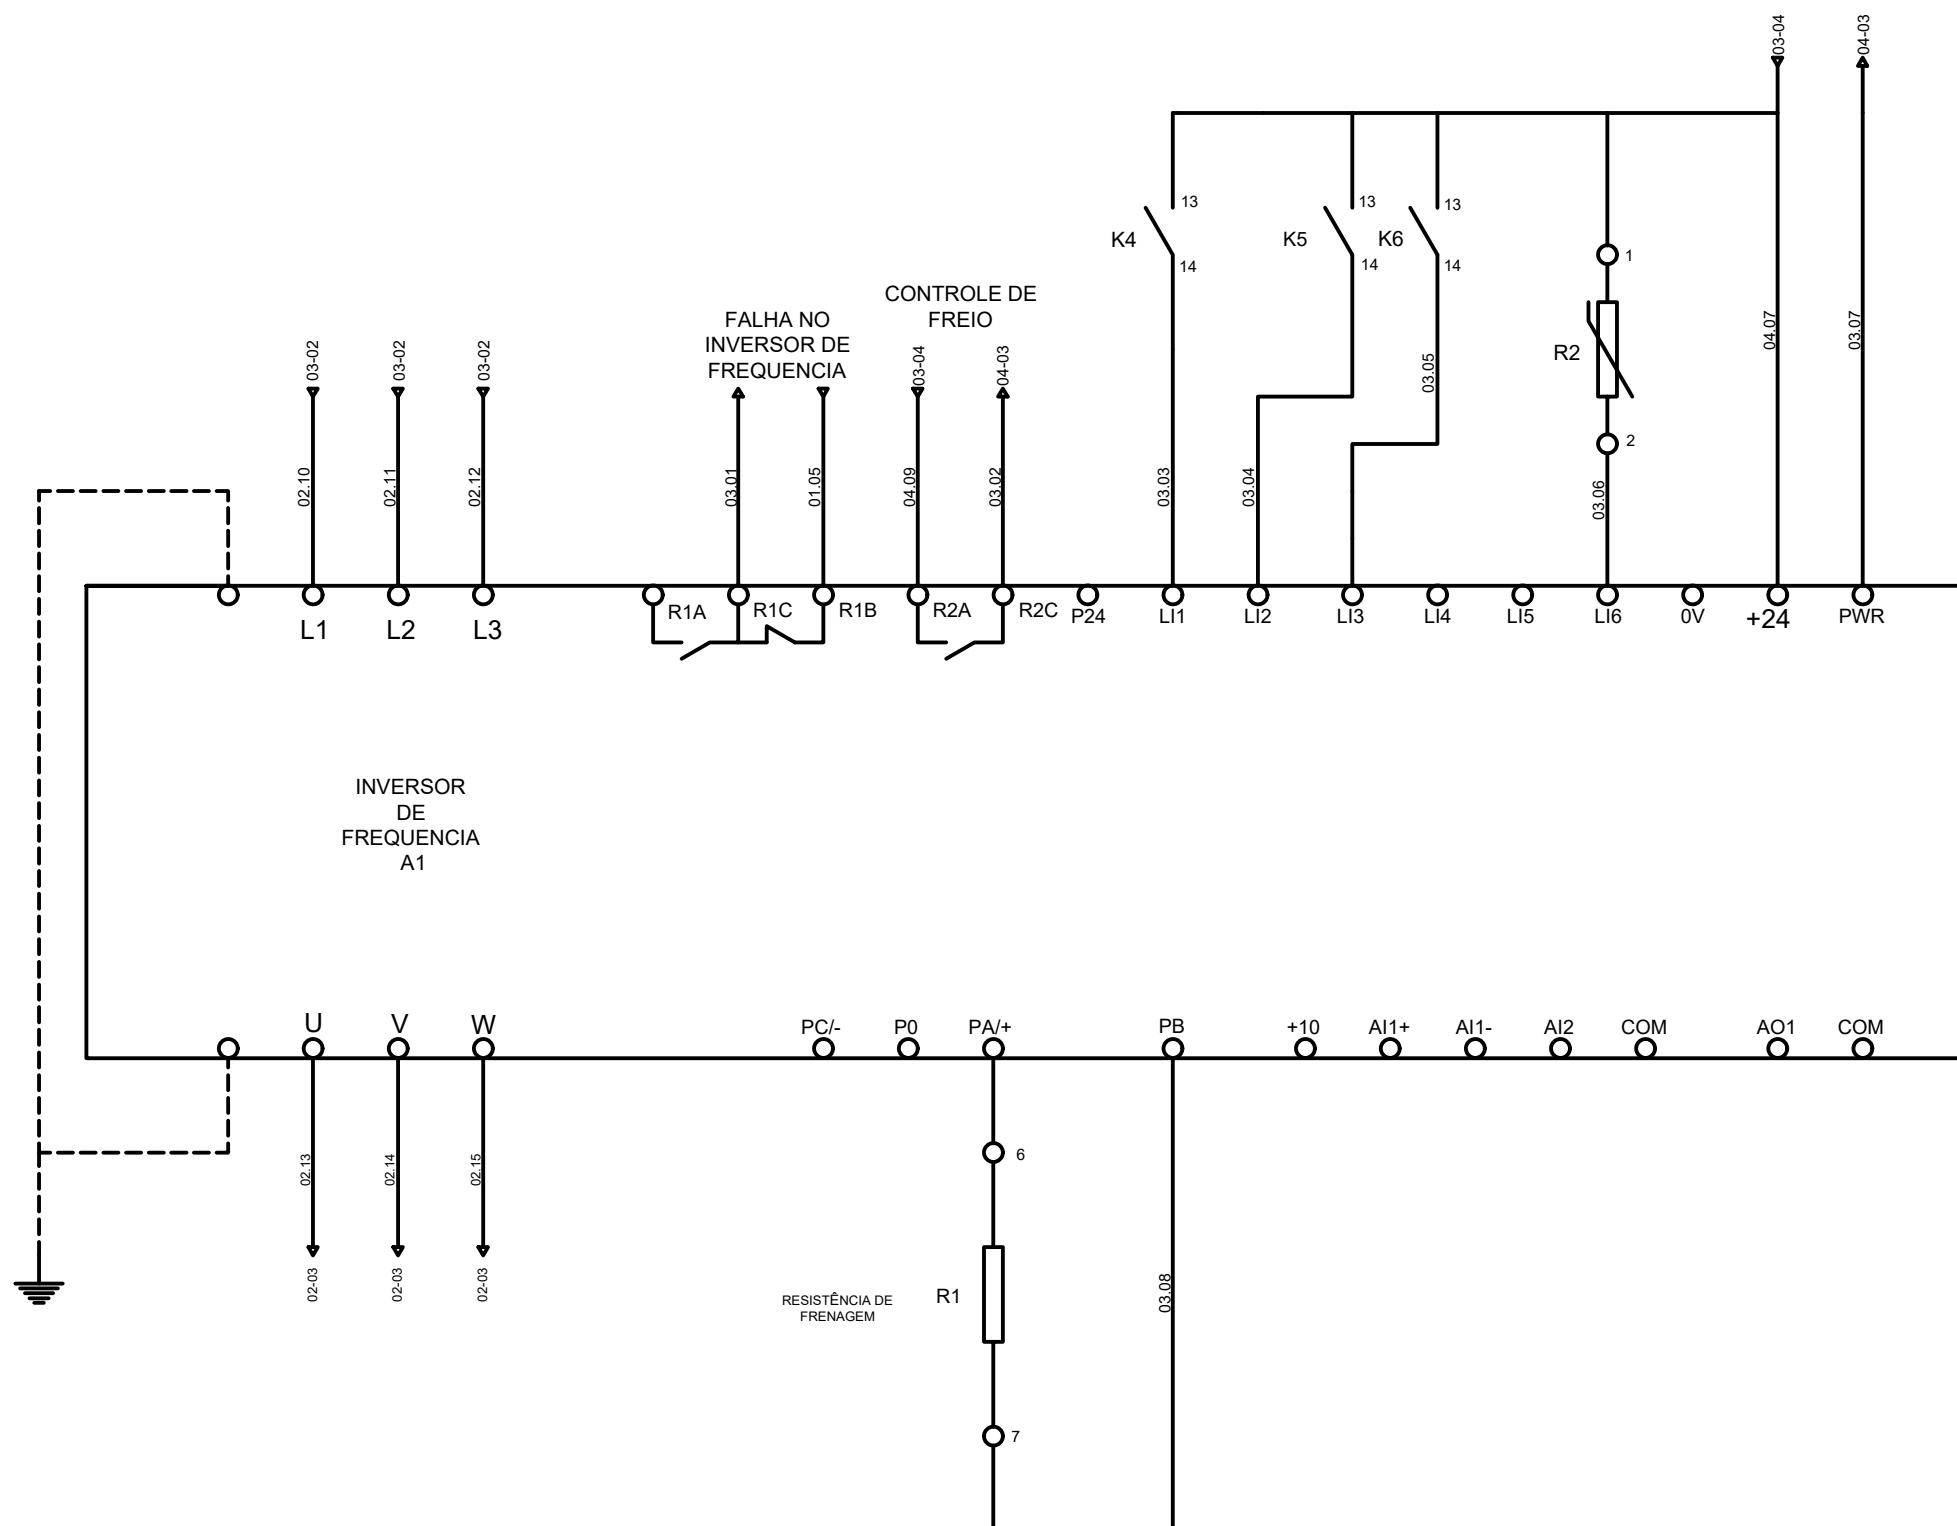 03-04
04-03
13
13
13
K4
K5
K6
14
14
14
1
CONTROLE DE
FREIO
FALHA NO
INVERSOR DE
FREQUENCIA
03-02
03-02
03-02
03-04
04-03
03.05
R2
04.07
03.07
2
02.10
02.11
02.12
03.01
01.05
04.09
03.02
03.03
03.04
03.06
L1
L2
L3
R1A
R1C
R1B
R2A
R2C
P24
LI1
LI2
LI3
LI4
LI5
LI6
0V
+24
PWR
INVERSOR
DE
FREQUENCIA
A1
U
V
W
PC/-
P0
PA/+
PB
+10
AI1+
AI1-
AI2
COM
AO1
COM
02.13
02.14
02.15
6
02-03
02-03
02-03
RESISTÊNCIA DE
FRENAGEM
R1
03.08
7